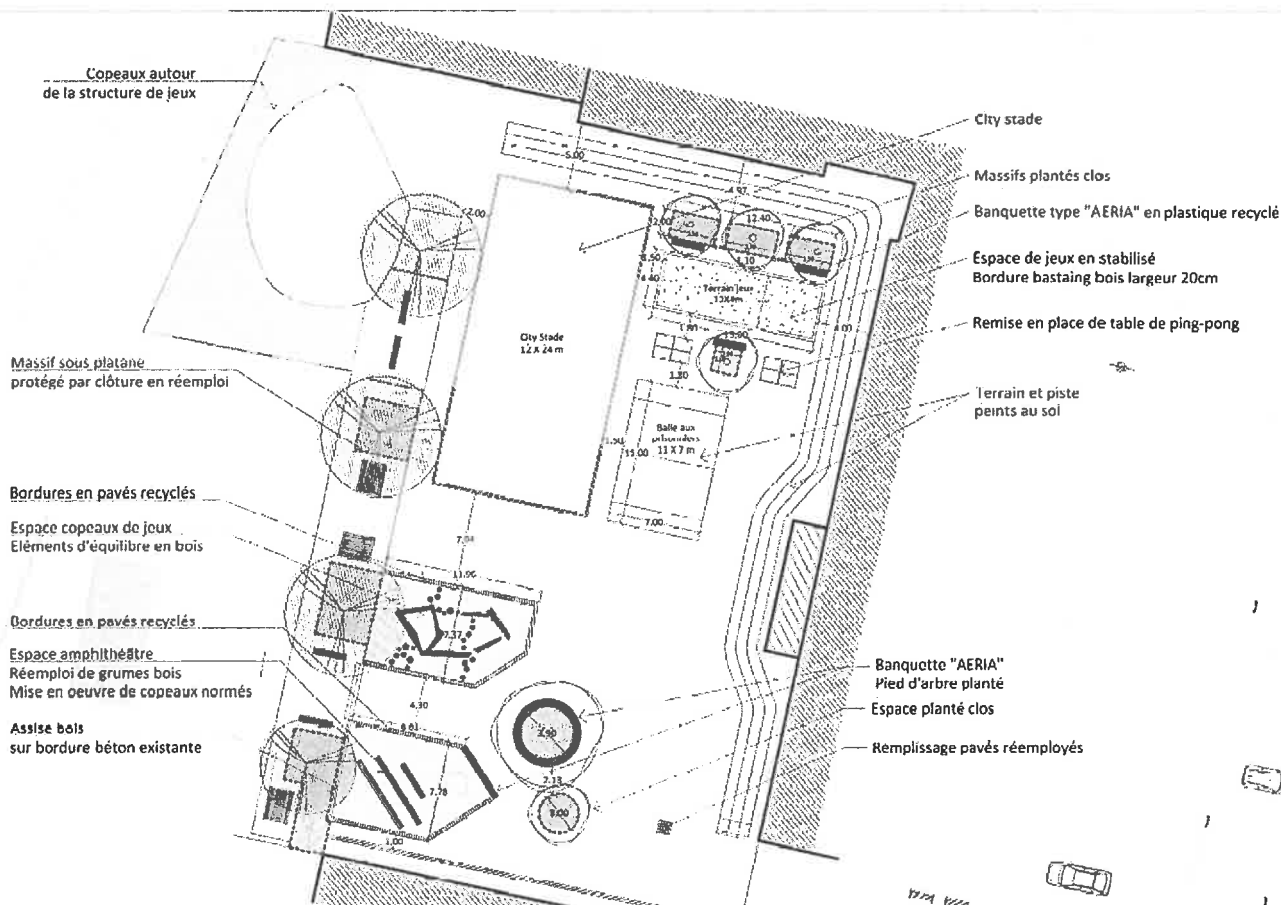 Copeaux autour
de la structure de jeux
Massif sous platane
protégé par clôture en réemploi
Bordures en pavés recyclés
Espace copeaux de jeux
Eléments d'équilibre en bois
Bordures en pavés recyclés
Espace amphithéâtre
Réemploi de grumes bois
Mise en oeuvre de copeaux normés
Assise bois
sur bordure béton existante
City stade
Massifs plantés clos
Banquette type "AERIA" en plastique recyclé
Espace de jeux en stabilisé
Bordure bastaing bois largeur 20cm
Remise en place de table de ping-pong
Terrain et piste
peints au sol
Banquette "AERIA"
Pied d'arbre planté
Espace planté clos
Remplissage pavés réemployés
5.00
4.97
2.00
2.00
12.40
4.40
Terrain jeux
4.00
City Stade
12 X 24 m
1.80
Balle aux
prisonniers
11 X 7 m
11.00
7.00
11.96
7.37
4.30
7.78
1.00
3.90
2.13